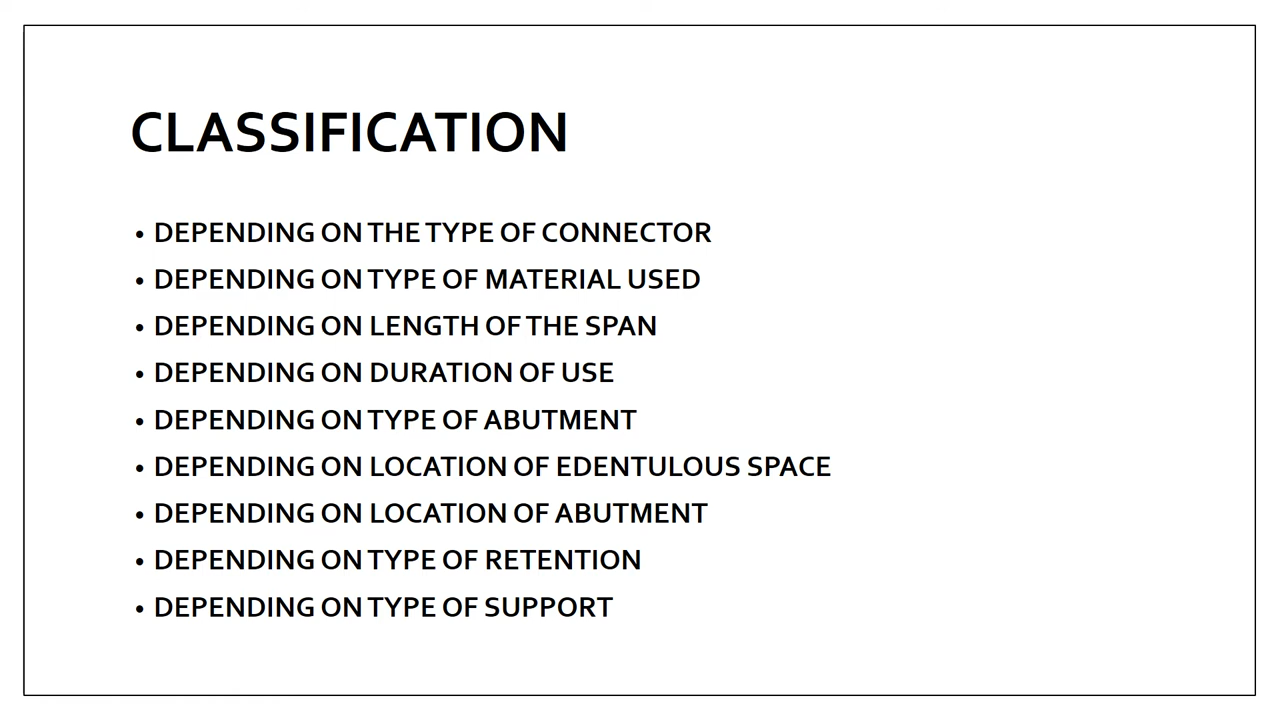 CLASSIFICATION
• DEPENDING ON THE TYPE OF CONNECTOR
• DEPENDING ON TYPE OF MATERIAL USED
• DEPENDING ON LENGTH OF THE SPAN
• DEPENDING ON DURATION OF USE
• DEPENDING ON TYPE OF ABUTMENT
• DEPENDING ON LOCATION OF EDENTULOUS SPACE
• DEPENDING ON LOCATION OF ABUTMENT
• DEPENDING ON TYPE OF RETENTION
• DEPENDING ON TYPE OF SUPPORT